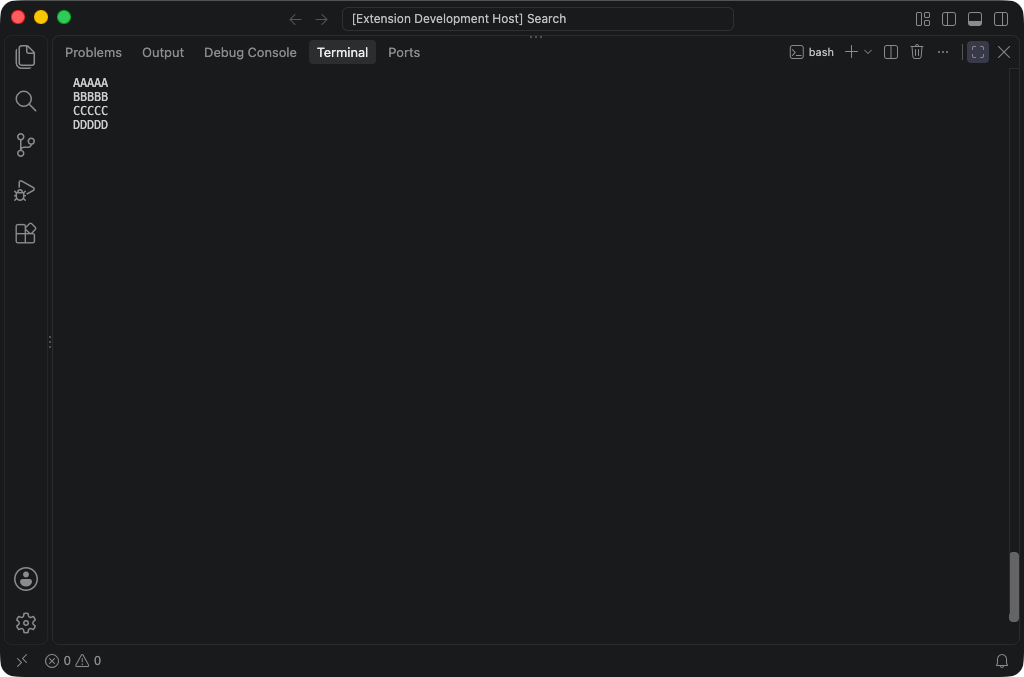 [Extension Development Host] Search
Problems Output Debug Console Terminal Ports bash
AAAAA
BBBBB
CCCCC
DDDDD
0 0